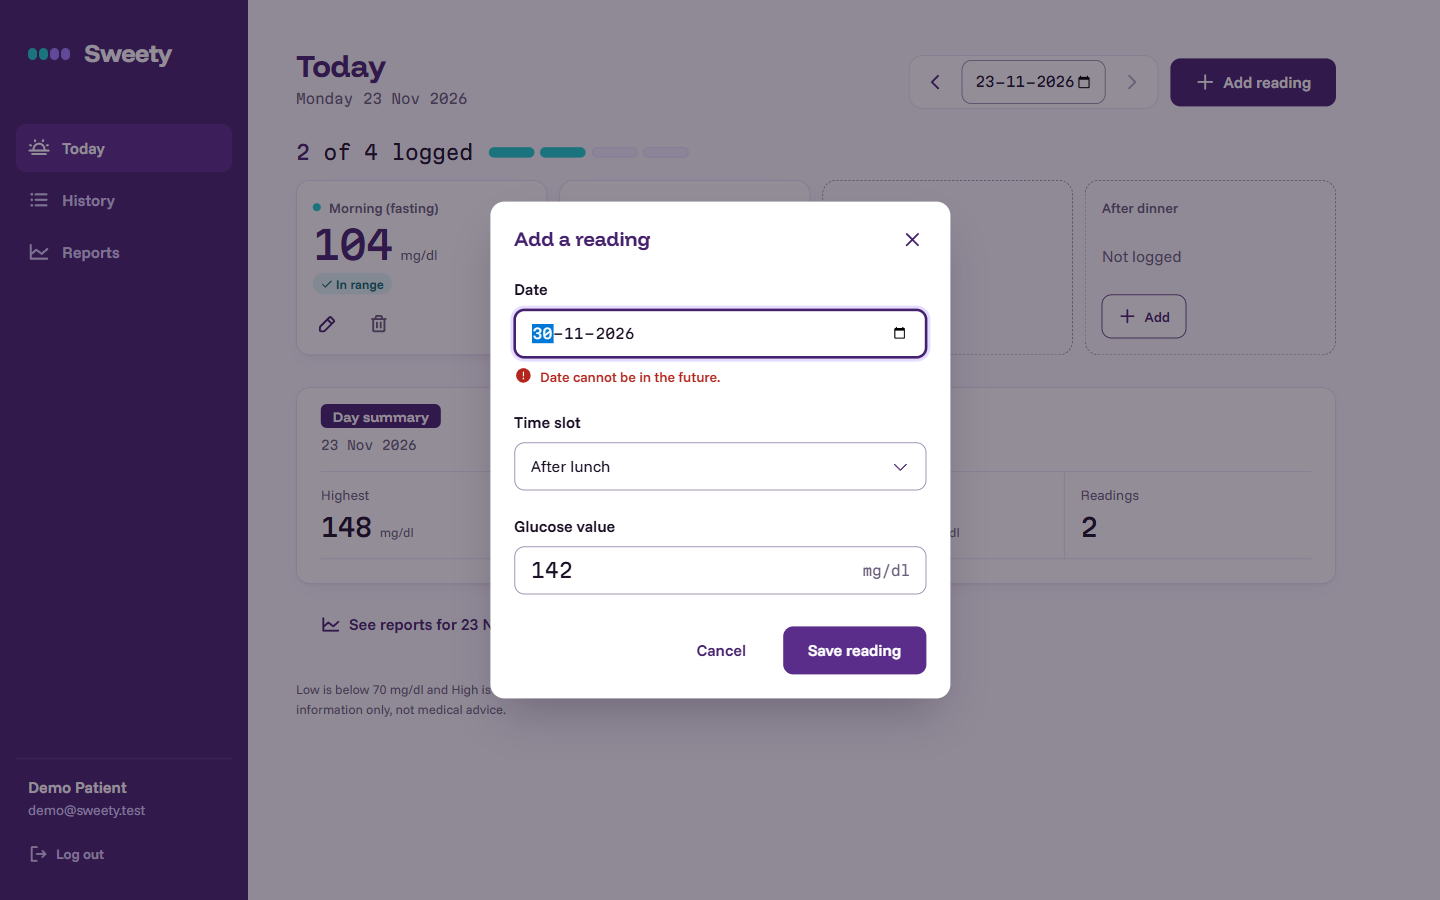 Sweety
Today
History
Reports
Demo Patient
demo@sweety.test
Log out
Today
Monday 23 Nov 2026
23-11-2026
Add reading
2 of 4 logged
Morning (fasting)
104 mg/dl
In range
After dinner
Not logged
Add
Day summary
23 Nov 2026
Highest
148 mg/dl
Readings
2
See reports for 23
Low is below 70 mg/dl and High is
information only, not medical advice.
Add a reading
Date
30-11-2026
Date cannot be in the future.
Time slot
After lunch
Glucose value
142 mg/dl
Cancel
Save reading